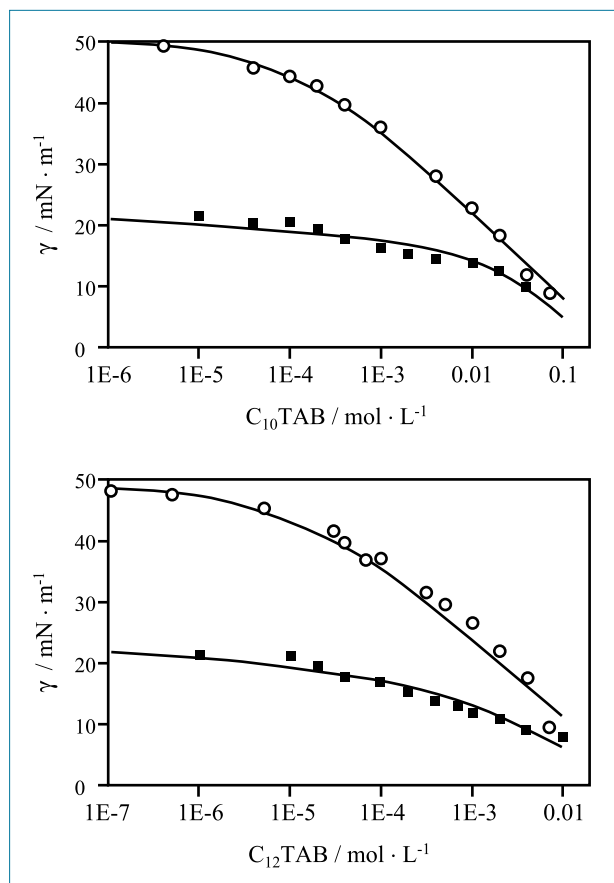 50
40
30
20
10
0
γ / mN · m⁻¹
1E-6 1E-5 1E-4 1E-3 0.01 0.1
C₁₀TAB / mol · L⁻¹
50
40
30
20
10
0
γ / mN · m⁻¹
1E-7 1E-6 1E-5 1E-4 1E-3 0.01
C₁₂TAB / mol · L⁻¹